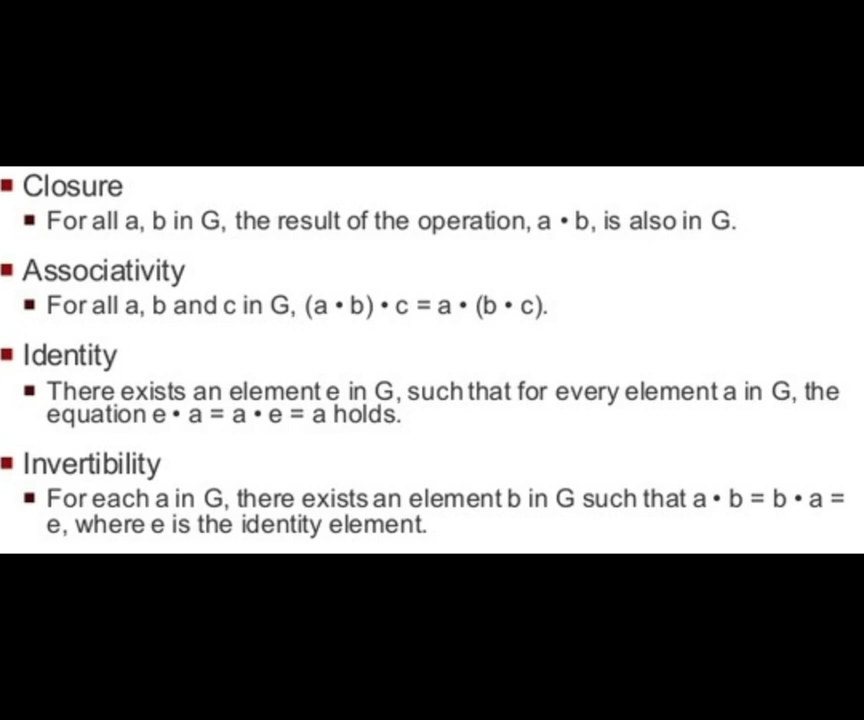 Closure
For all a, b in G, the result of the operation, a • b, is also in G.
Associativity
For all a, b and c in G, (a • b) • c = a • (b • c).
Identity
There exists an element e in G, such that for every element a in G, the
equation e • a = a • e = a holds.
Invertibility
For each a in G, there exists an element b in G such that a • b = b • a =
e, where e is the identity element.